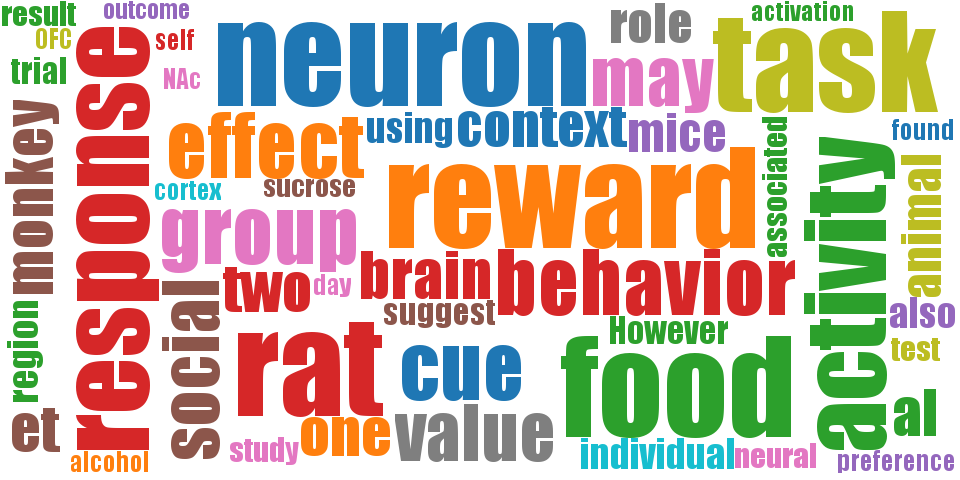 result
outcome
OFC
self
trial
NAc
response
monkey
neuron
role
may
activation
task
effect
using
context
mice
associated
found
cortex
sucrose
reward
activity
animal
group
two
day
brain
behavior
suggest
social
region
rat
cue
However
food
also
test
et
alcohol
study
one
value
individual
neural
al
preference